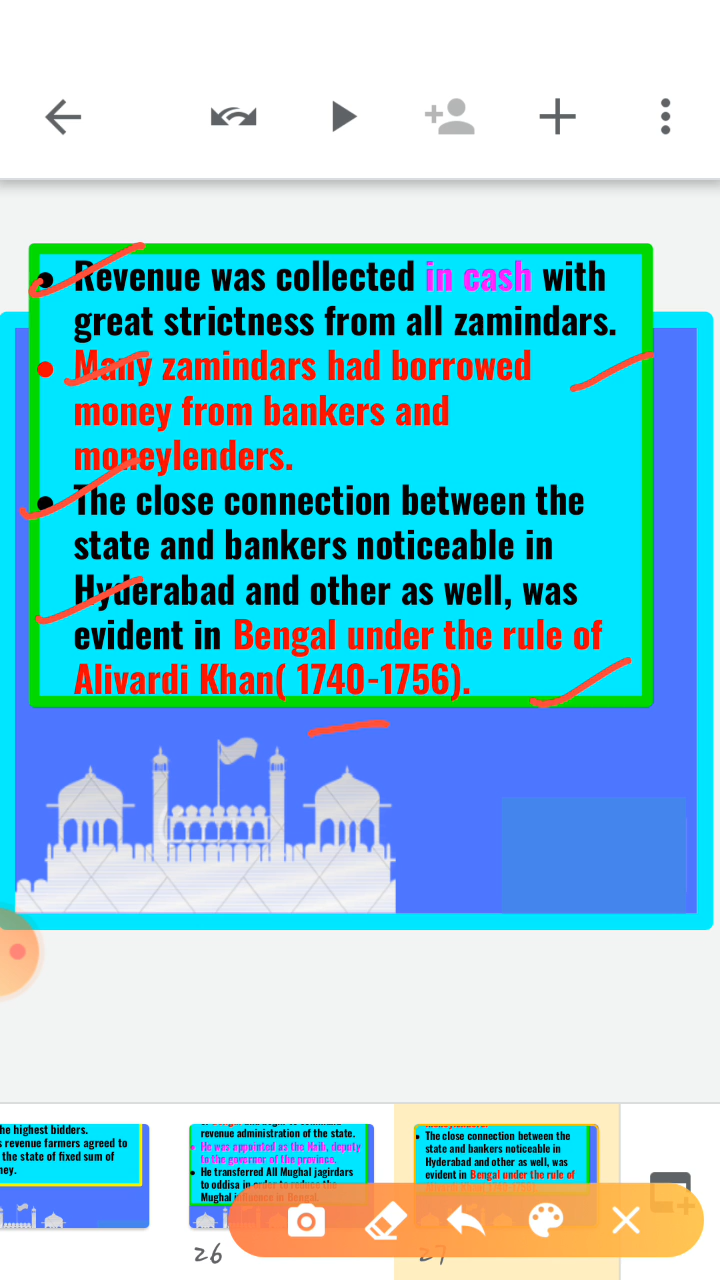 Revenue was collected in cash with
great strictness from all zamindars.
Many zamindars had borrowed
money from bankers and
moneylenders.
The close connection between the
state and bankers noticeable in
Hyderabad and other as well, was
evident in Bengal under the rule of
Alivardi Khan( 1740-1756).
he highest bidders.
revenue farmers agreed to
the state of fixed sum of
ney.
revenue administration of the state.
He was appointed as the Naib, deputy
to the governor of the province.
He transferred All Mughal jagirdars
to oddisa in order to reduce the
Mughal influence in Bengal.
26
The close connection between the
state and bankers noticeable in
Hyderabad and other as well, was
evident in Bengal under the rule of
27